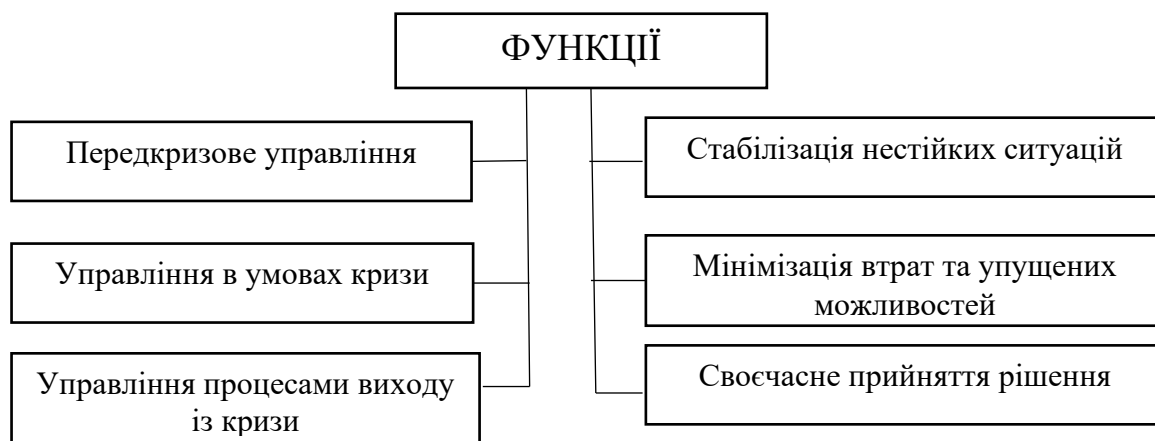 ФУНКЦІЇ
Передкризове управління
Управління в умовах кризи
Управління процесами виходу
із кризи
Стабілізація нестійких ситуацій
Мінімізація втрат та упущених
можливостей
Своєчасне прийняття рішення